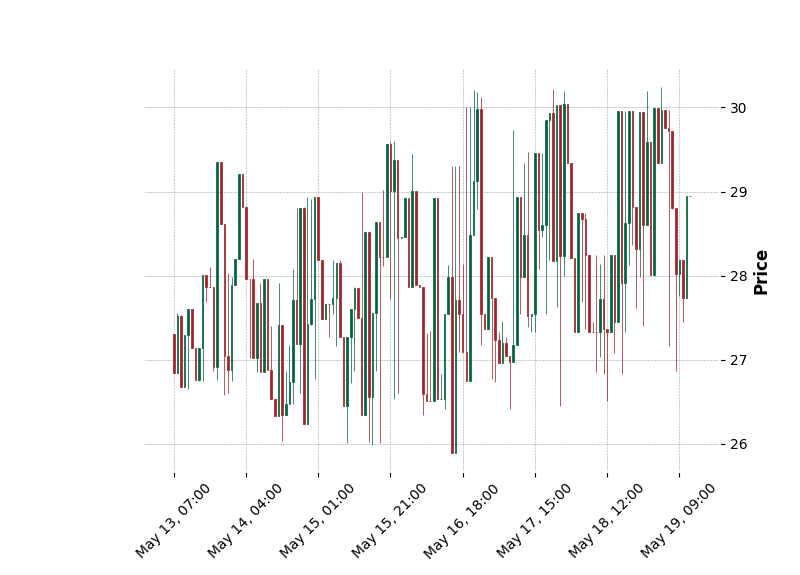 30
29
28
27
26
Price
May 13, 07:00
May 14, 04:00
May 15, 01:00
May 15, 21:00
May 16, 18:00
May 17, 15:00
May 18, 12:00
May 19, 09:00